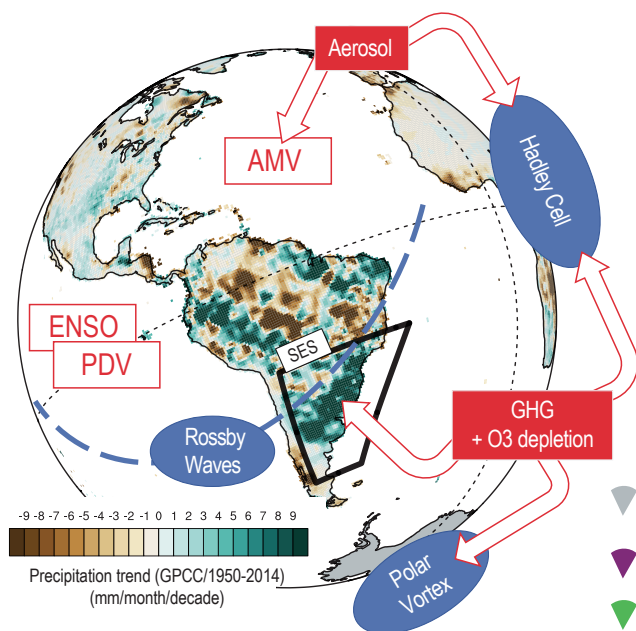 Aerosol
AMV
Hadley Cell
ENSO
PDV
SES
Rossby
Waves
GHG
+ O3 depletion
-9 -8 -7 -6 -5 -4 -3 -2 -1 0 1 2 3 4 5 6 7 8 9
Precipitation trend (GPCC/1950-2014)
(mm/month/decade)
Polar
Vortex